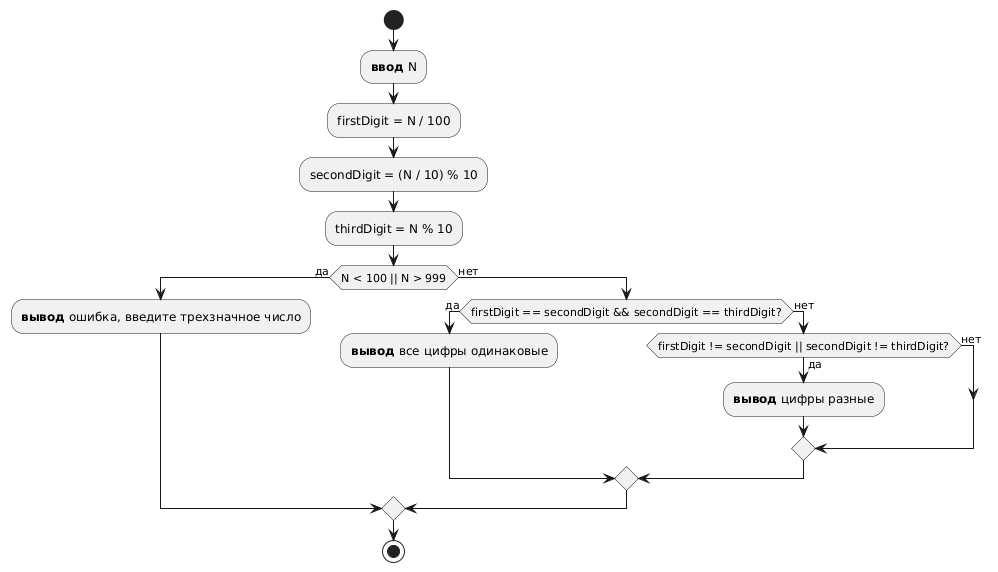 ввод N
firstDigit = N / 100
secondDigit = (N / 10) % 10
thirdDigit = N % 10
да
N < 100 || N > 999
нет
вывод ошибка, введите трехзначное число
да
firstDigit == secondDigit && secondDigit == thirdDigit?
нет
вывод все цифры одинаковые
firstDigit != secondDigit || secondDigit != thirdDigit?
нет
да
вывод цифры разные